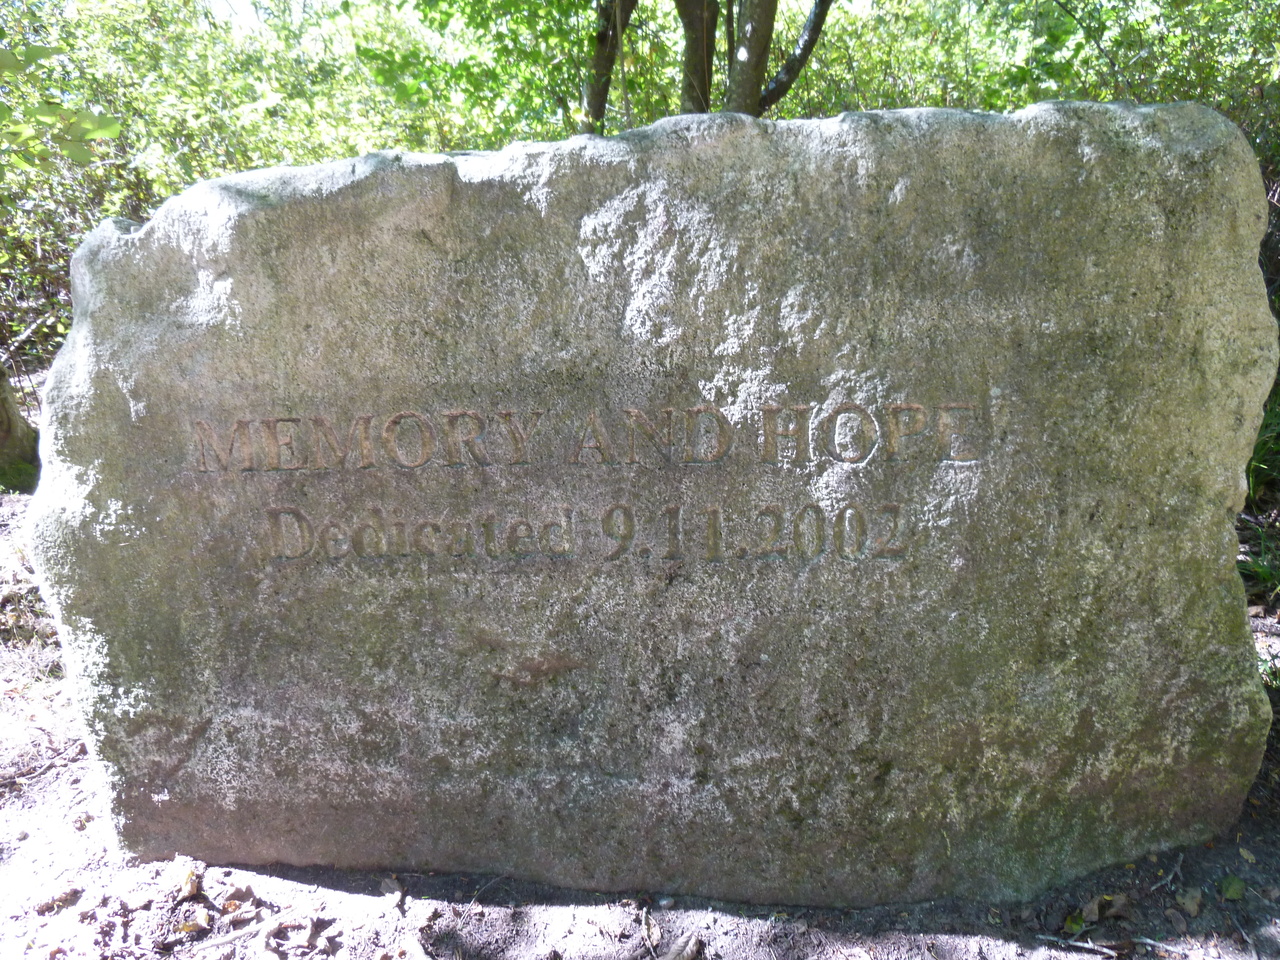 MEMORY AND HOPE
Dedicated 9.11.2002